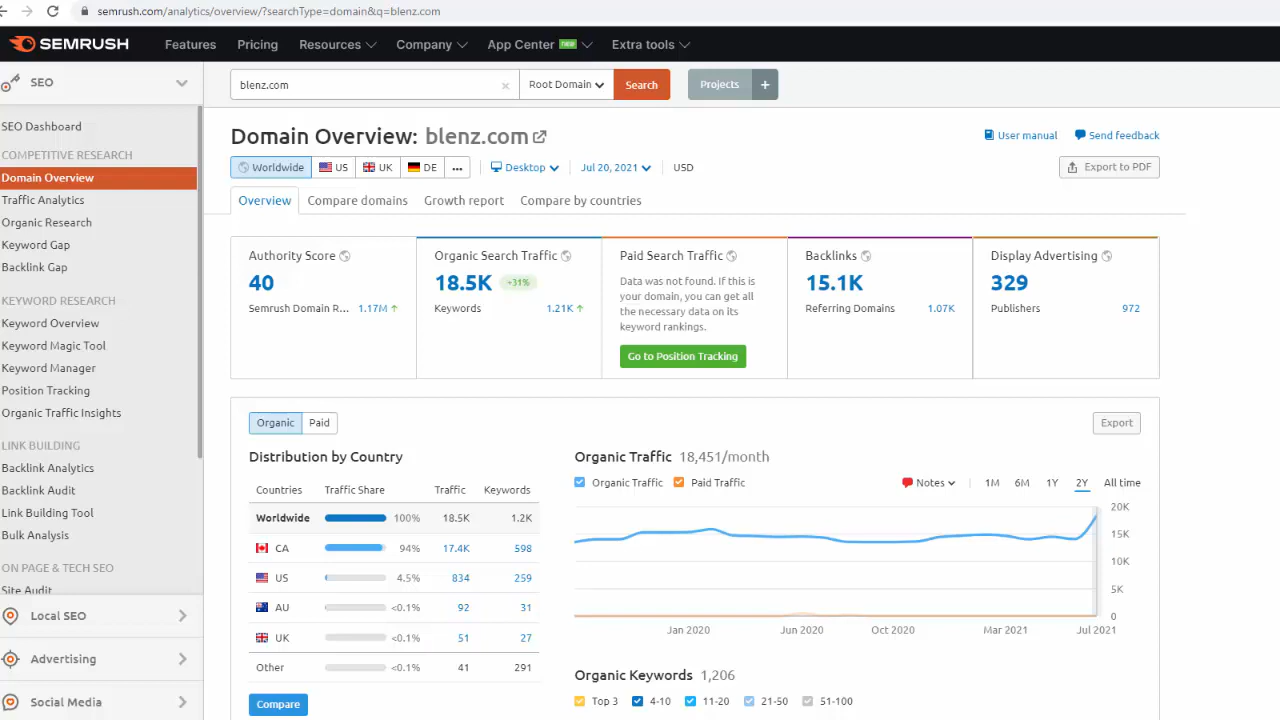 semrush.com/analytics/overview/?searchType=domain&q=blenz.com
SEMRUSH Features Pricing Resources Company App Center new Extra tools
SEO
blenz.com × Root Domain Search Projects +
SEO Dashboard
COMPETITIVE RESEARCH
Domain Overview
Traffic Analytics
Organic Research
Keyword Gap
Backlink Gap
KEYWORD RESEARCH
Keyword Overview
Keyword Magic Tool
Keyword Manager
Position Tracking
Organic Traffic Insights
LINK BUILDING
Backlink Analytics
Backlink Audit
Link Building Tool
Bulk Analysis
ON PAGE & TECH SEO
Site Audit
Local SEO
Advertising
Social Media
Domain Overview: blenz.com
User manual Send feedback
Worldwide US UK DE ... Desktop Jul 20, 2021 USD
Export to PDF
Overview Compare domains Growth report Compare by countries
Authority Score
40
Semrush Domain R... 1.17M ↑
Organic Search Traffic
18.5K +31%
Keywords 1.21K ↑
Paid Search Traffic
Data was not found. If this is
your domain, you can get all
the necessary data on its
keyword rankings.
Go to Position Tracking
Backlinks
15.1K
Referring Domains 1.07K
Display Advertising
329
Publishers 972
Organic Paid
Export
Distribution by Country
Countries Traffic Share Traffic Keywords
Worldwide 100% 18.5K 1.2K
CA 94% 17.4K 598
US 4.5% 834 259
AU <0.1% 92 31
UK <0.1% 51 27
Other <0.1% 41 291
Compare
Organic Traffic 18,451/month
Organic Traffic Paid Traffic
Notes 1M 6M 1Y 2Y All time
20K
15K
10K
5K
0
Jan 2020 Jun 2020 Oct 2020 Mar 2021 Jul 2021
Organic Keywords 1,206
Top 3 4-10 11-20 21-50 51-100